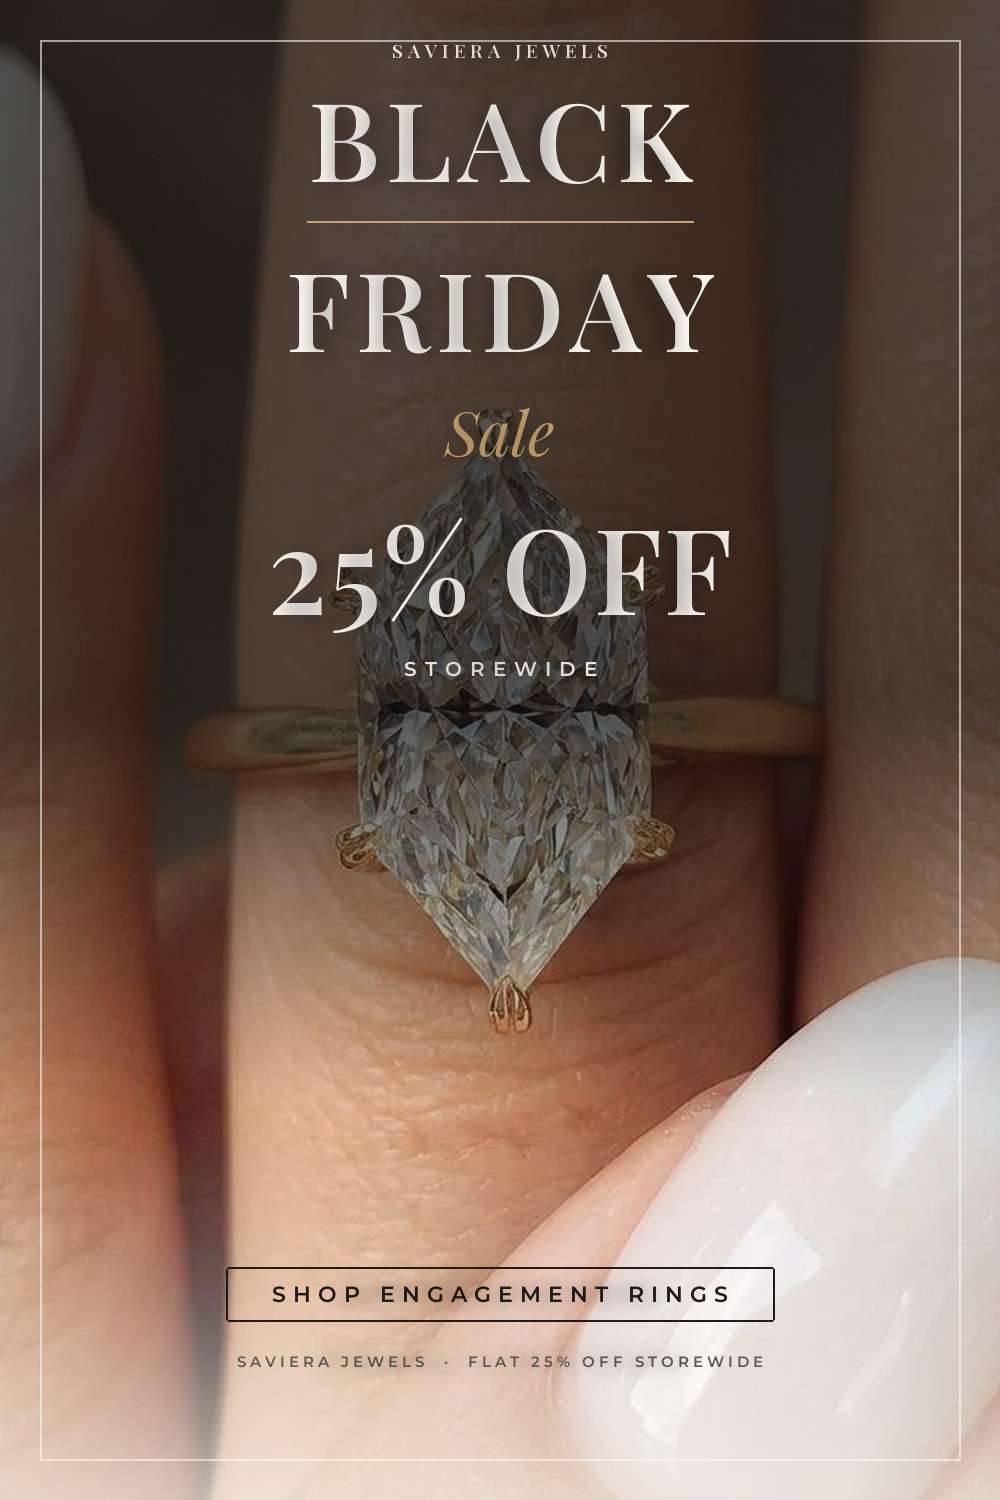 SAVIERA JEWELS
BLACK
FRIDAY
Sale
25% OFF
STOREWIDE
SHOP ENGAGEMENT RINGS
SAVIERA JEWELS · FLAT 25% OFF STOREWIDE